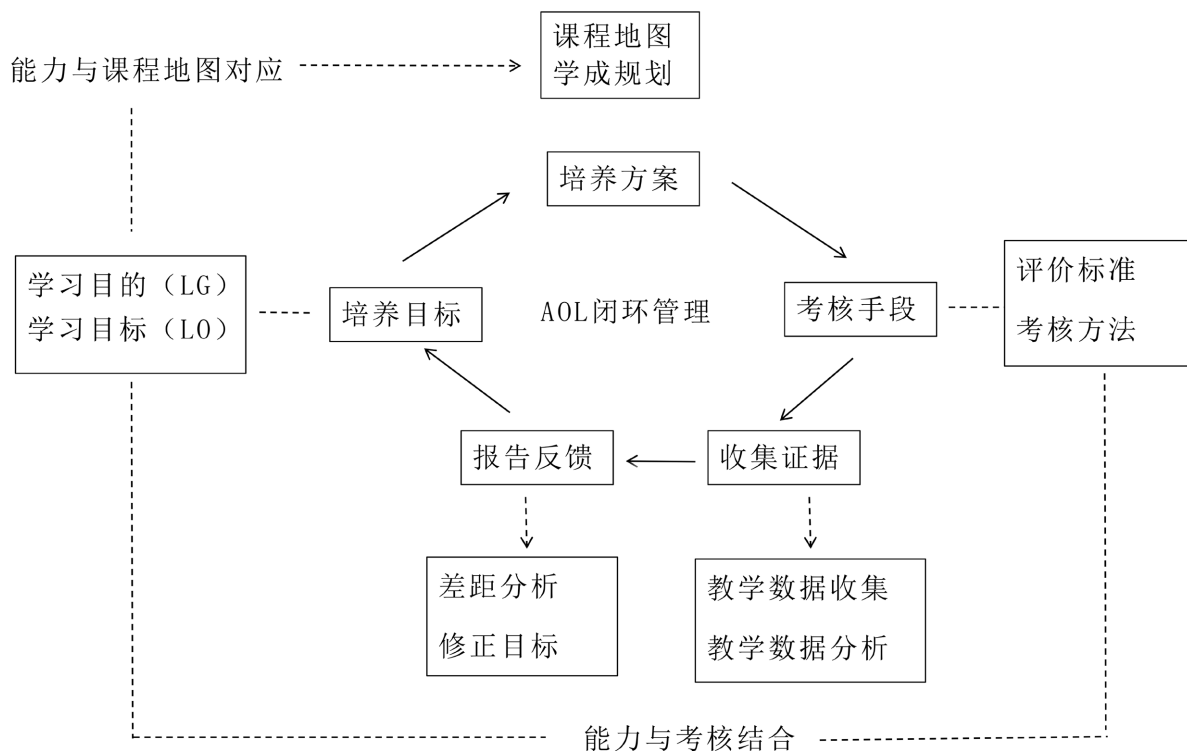 课程地图
学成规划
能力与课程地图对应
培养方案
学习目的（LG）
学习目标（LO）
培养目标
AOL闭环管理
考核手段
评价标准
考核方法
报告反馈
收集证据
差距分析
修正目标
教学数据收集
教学数据分析
能力与考核结合